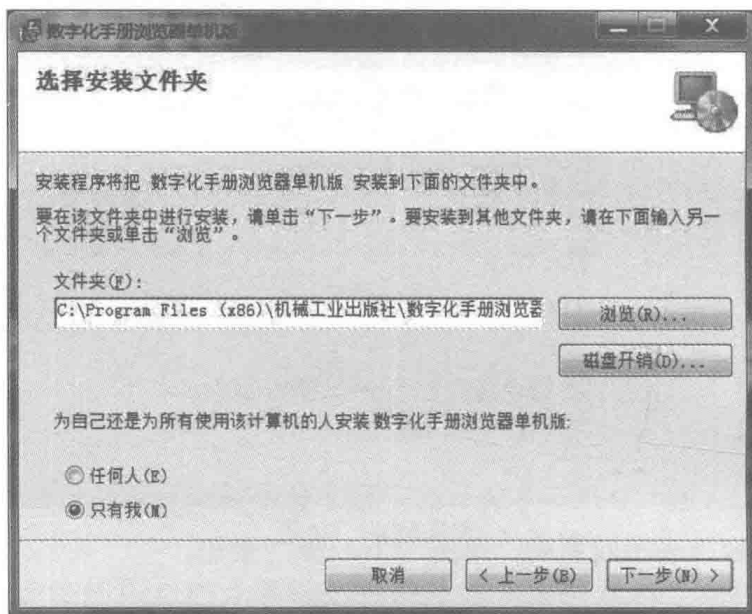 数字化手册浏览器单机版
选择安装文件夹
安装程序将把 数字化手册浏览器单机版 安装到下面的文件夹中。
要在该文件夹中进行安装，请单击“下一步”。要安装到其他文件夹，请在下面输入另一
个文件夹或单击“浏览”。
文件夹(F)：
C:\Program Files (x86)\机械工业出版社\数字化手册浏览器
浏览(R)...
磁盘开销(D)...
为自己还是为所有使用该计算机的人安装 数字化手册浏览器单机版:
任何人(E)
只有我(M)
取消
< 上一步(B)
下一步(N) >